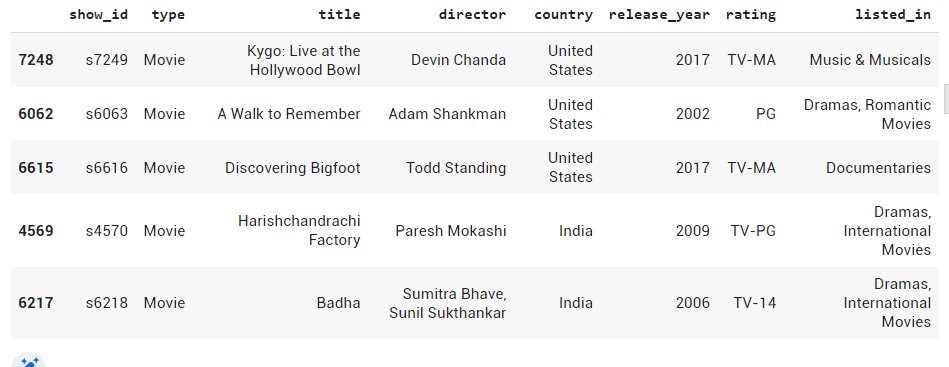 show_id type title director country release_year rating listed_in
7248 s7249 Movie Kygo: Live at the Hollywood Bowl Devin Chanda United States 2017 TV-MA Music & Musicals
6062 s6063 Movie A Walk to Remember Adam Shankman United States 2002 PG Dramas, Romantic Movies
6615 s6616 Movie Discovering Bigfoot Todd Standing United States 2017 TV-MA Documentaries
4569 s4570 Movie Harishchandrachi Factory Paresh Mokashi India 2009 TV-PG Dramas, International Movies
6217 s6218 Movie Badha Sumitra Bhave, Sunil Sukthankar India 2006 TV-14 Dramas, International Movies